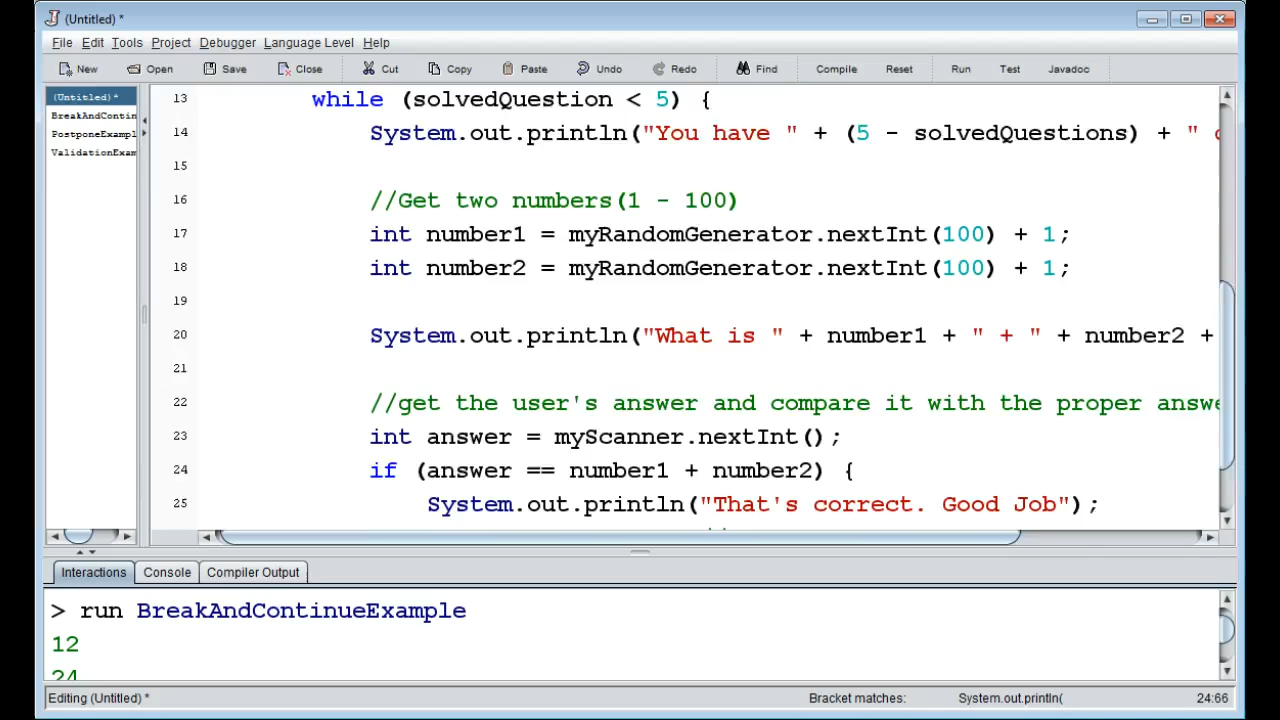 (Untitled) *
File Edit Tools Project Debugger Language Level Help
New Open Save Close Cut Copy Paste Undo Redo Find Compile Reset Run Test Javadoc
(Untitled)*
BreakAndContin
PostponeExampl
ValidationExam
13 while (solvedQuestion < 5) {
14 System.out.println("You have " + (5 - solvedQuestions) + "
15
16 //Get two numbers(1 - 100)
17 int number1 = myRandomGenerator.nextInt(100) + 1;
18 int number2 = myRandomGenerator.nextInt(100) + 1;
19
20 System.out.println("What is " + number1 + " + " + number2 +
21
22 //get the user's answer and compare it with the proper answe
23 int answer = myScanner.nextInt();
24 if (answer == number1 + number2) {
25 System.out.println("That's correct. Good Job");
Interactions Console Compiler Output
> run BreakAndContinueExample
12
24
Editing (Untitled) * Bracket matches: System.out.println( 24:66